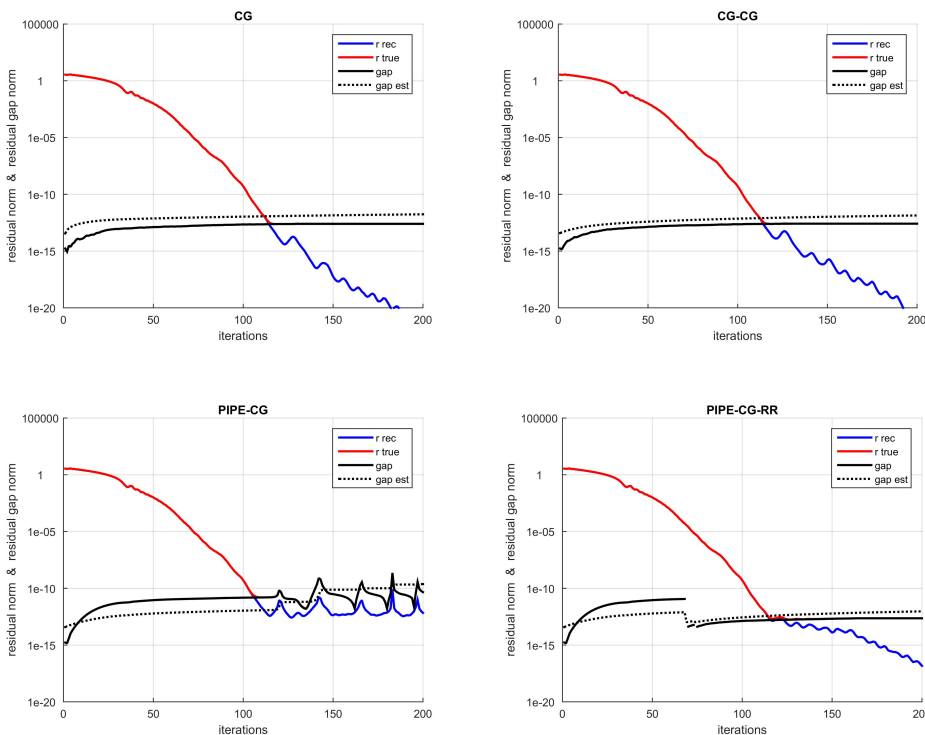 CG
100000
1
1e-05
1e-10
1e-15
1e-20
residual norm & residual gap norm
r rec
r true
gap
gap est
0 50 100 150 200
iterations
CG-CG
100000
1
1e-05
1e-10
1e-15
1e-20
residual norm & residual gap norm
r rec
r true
gap
gap est
0 50 100 150 200
iterations
PIPE-CG
100000
1
1e-05
1e-10
1e-15
1e-20
residual norm & residual gap norm
r rec
r true
gap
gap est
0 50 100 150 200
iterations
PIPE-CG-RR
100000
1
1e-05
1e-10
1e-15
1e-20
residual norm & residual gap norm
r rec
r true
gap
gap est
0 50 100 150 200
iterations